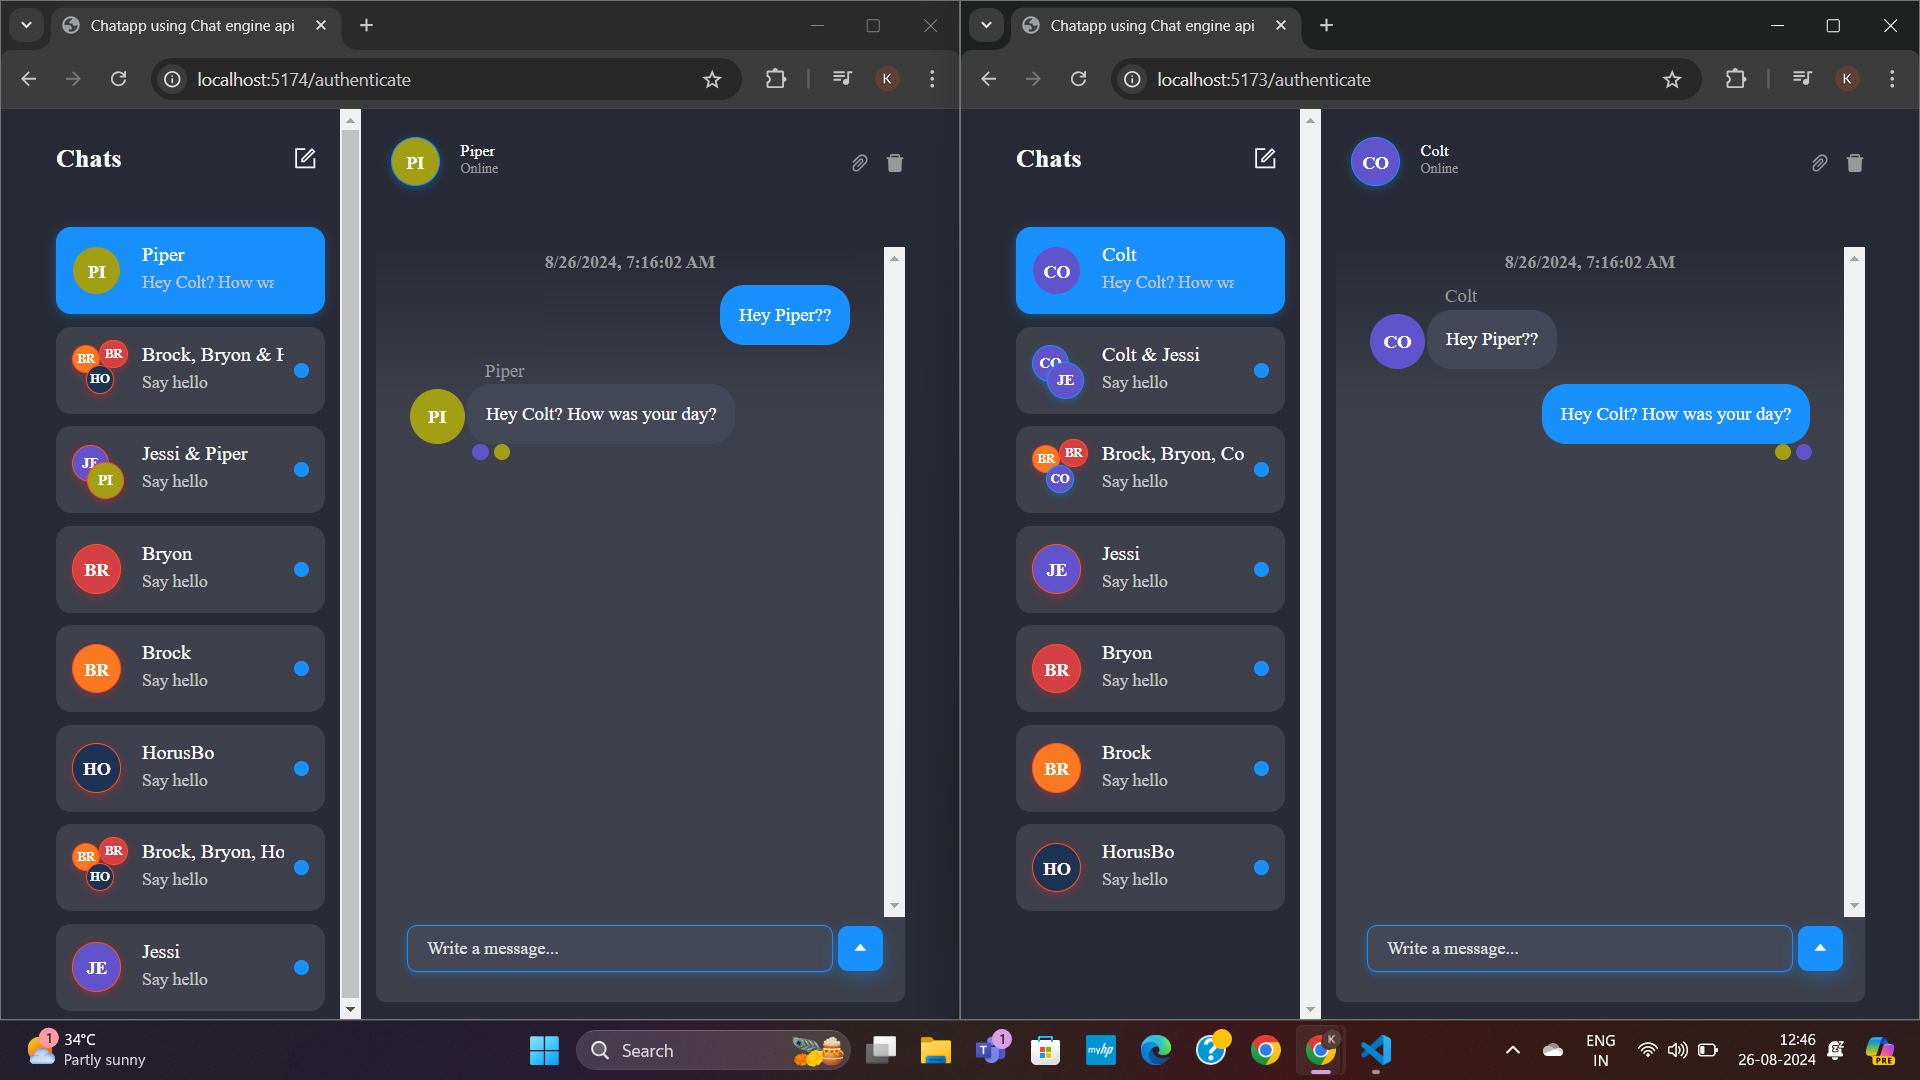 Chatapp using Chat engine api
localhost:5174/authenticate
K
Chats
PI
Piper
Hey Colt? How wa
BR
BR
HO
Brock, Bryon & H
Say hello
JE
PI
Jessi & Piper
Say hello
BR
Bryon
Say hello
BR
Brock
Say hello
HO
HorusBo
Say hello
BR
BR
HO
Brock, Bryon, Ho
Say hello
JE
Jessi
Say hello
PI
Piper
Online
8/26/2024, 7:16:02 AM
Hey Piper??
Piper
PI
Hey Colt? How was your day?
Write a message...
Chatapp using Chat engine api
localhost:5173/authenticate
K
Chats
CO
Colt
Hey Colt? How wa
CO
JE
Colt & Jessi
Say hello
BR
BR
CO
Brock, Bryon, Co
Say hello
JE
Jessi
Say hello
BR
Bryon
Say hello
BR
Brock
Say hello
HO
HorusBo
Say hello
CO
Colt
Online
8/26/2024, 7:16:02 AM
Colt
CO
Hey Piper??
Hey Colt? How was your day?
Write a message...
1
34°C
Partly sunny
Search
1
myhp
K
ENG
IN
12:46
26-08-2024
PRE